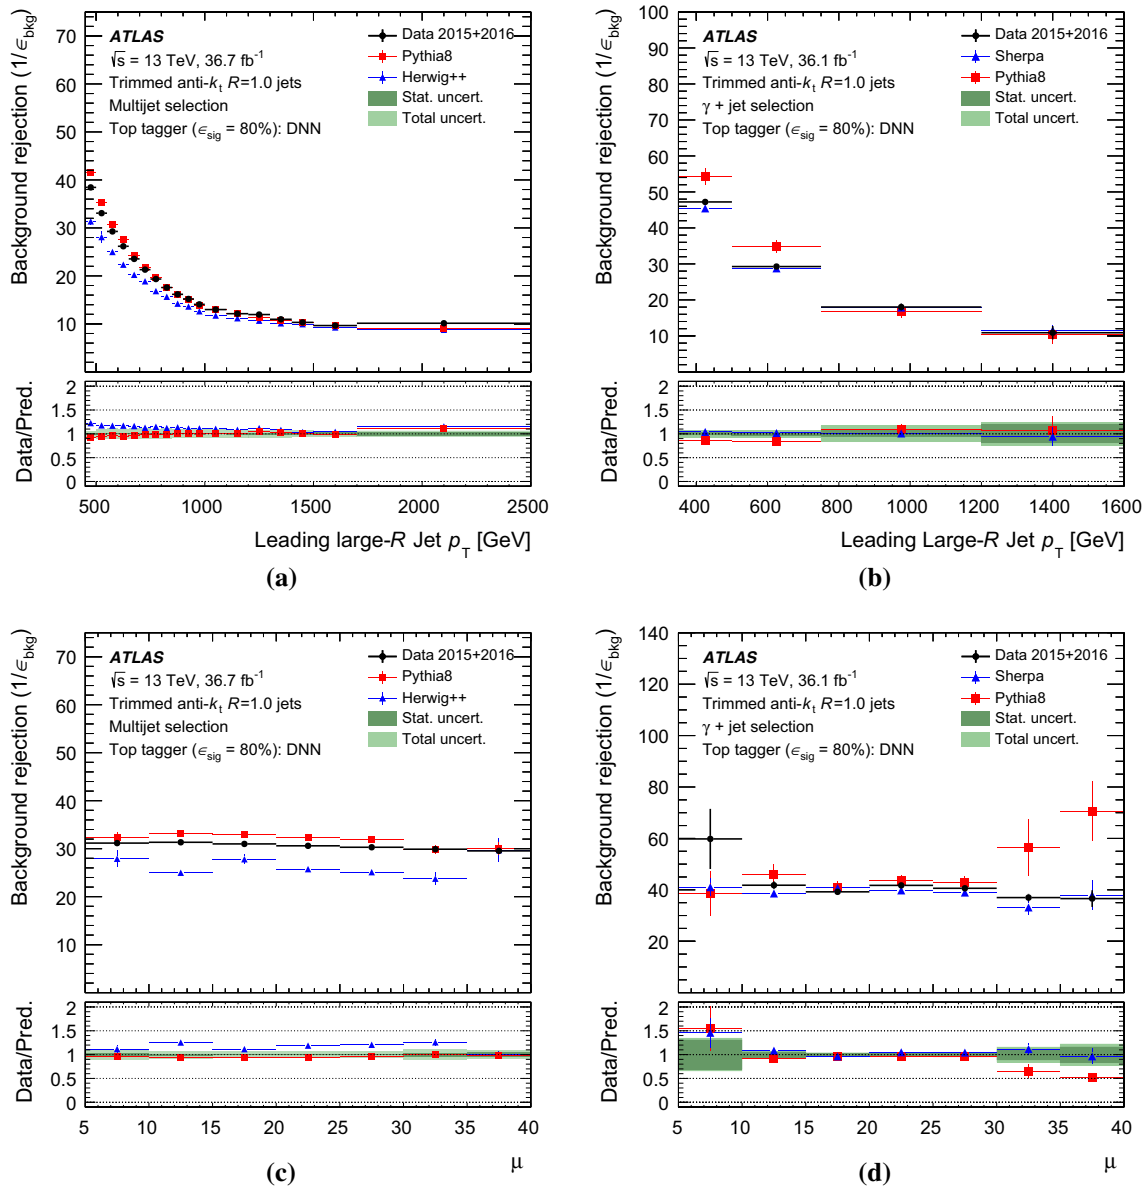 Background rejection (1/ϵbkg)
70
60
50
40
30
20
10
ATLAS
√s = 13 TeV, 36.7 fb-1
Trimmed anti-kt R=1.0 jets
Multijet selection
Top tagger (ϵsig = 80%): DNN
Data 2015+2016
Pythia8
Herwig++
Stat. uncert.
Total uncert.
Data/Pred.
2
1.5
1
0.5
0
500 1000 1500 2000 2500
Leading large-R Jet pT [GeV]
(a)
Background rejection (1/ϵbkg)
100
90
80
70
60
50
40
30
20
10
ATLAS
√s = 13 TeV, 36.1 fb-1
Trimmed anti-kt R=1.0 jets
γ + jet selection
Top tagger (ϵsig = 80%): DNN
Data 2015+2016
Sherpa
Pythia8
Stat. uncert.
Total uncert.
Data/Pred.
2
1.5
1
0.5
0
400 600 800 1000 1200 1400 1600
Leading Large-R Jet pT [GeV]
(b)
Background rejection (1/ϵbkg)
70
60
50
40
30
20
10
ATLAS
√s = 13 TeV, 36.7 fb-1
Trimmed anti-kt R=1.0 jets
Multijet selection
Top tagger (ϵsig = 80%): DNN
Data 2015+2016
Pythia8
Herwig++
Stat. uncert.
Total uncert.
Data/Pred.
2
1.5
1
0.5
0
5 10 15 20 25 30 35 40
μ
(c)
Background rejection (1/ϵbkg)
140
120
100
80
60
40
20
ATLAS
√s = 13 TeV, 36.1 fb-1
Trimmed anti-kt R=1.0 jets
γ + jet selection
Top tagger (ϵsig = 80%): DNN
Data 2015+2016
Sherpa
Pythia8
Stat. uncert.
Total uncert.
Data/Pred.
2
1.5
1
0.5
0
5 10 15 20 25 30 35 40
μ
(d)